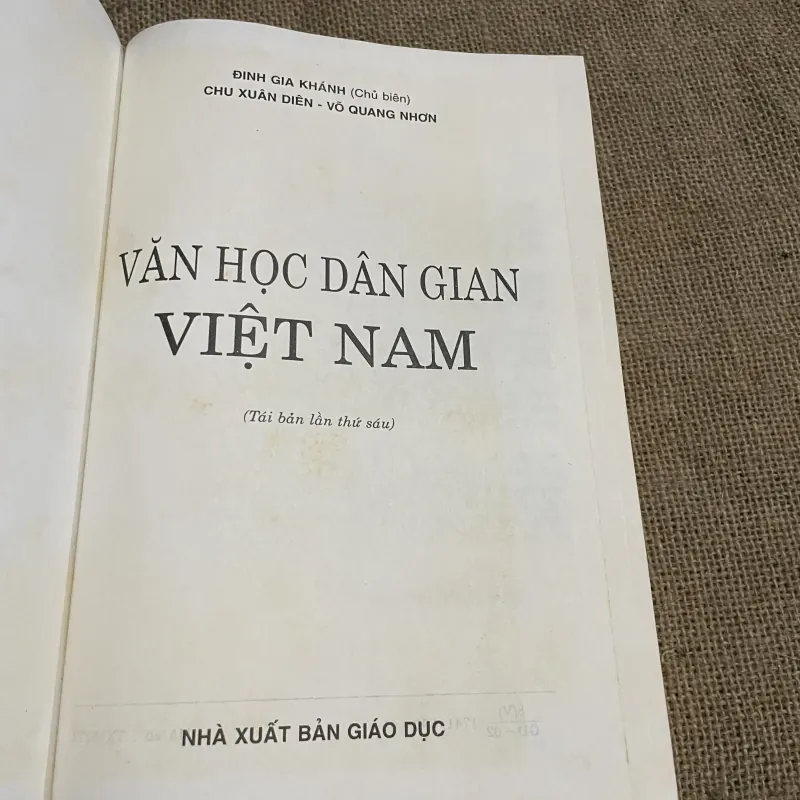 ĐINH GIA KHÁNH (Chủ biên)
CHU XUÂN DIÊN - VÕ QUANG NHƠN
VĂN HỌC DÂN GIAN
VIỆT NAM
(Tái bản lần thứ sáu)
NHÀ XUẤT BẢN GIÁO DỤC